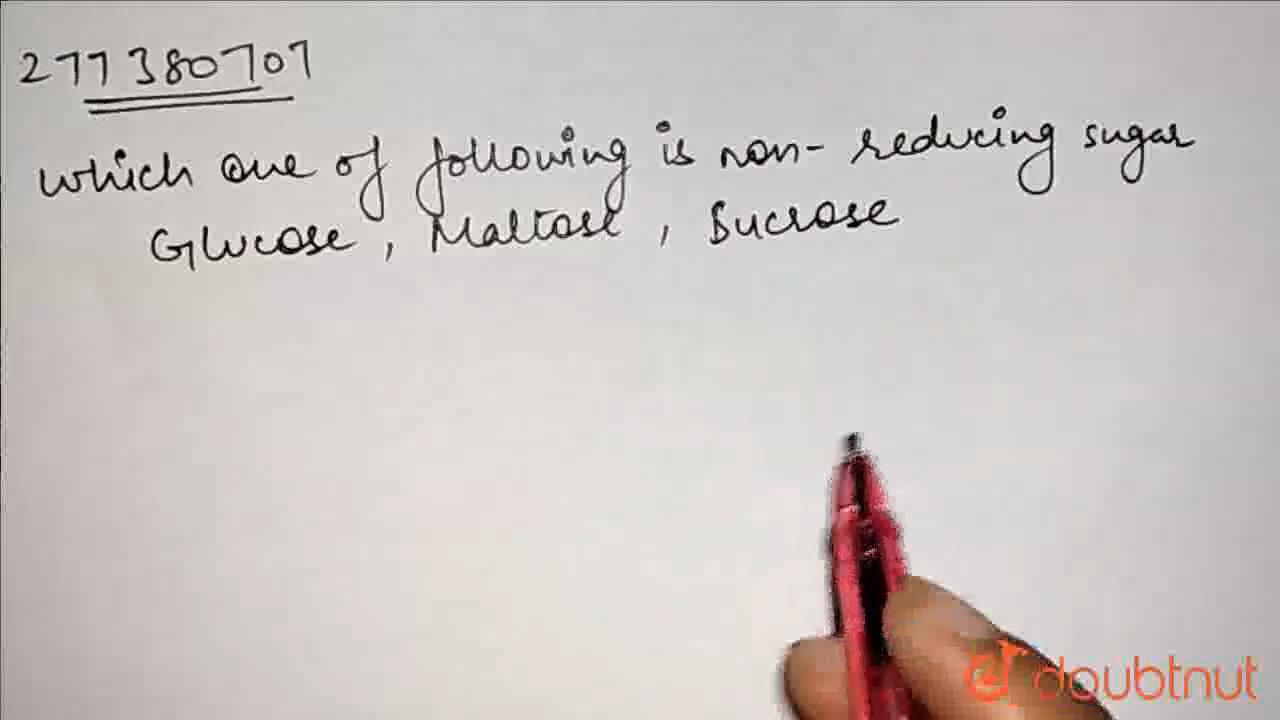 277380707
which one of following is non-reducing sugar
Glucose, Maltose, Sucrose
doubtnut